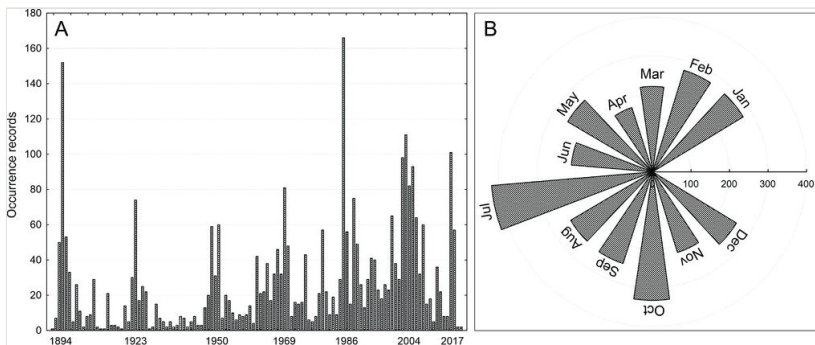 A
Occurrence records
180
160
140
120
100
80
60
40
20
0
1894
1923
1950
1969
1986
2004
2017
B
Mar
Feb
Jan
Apr
May
Jun
Jul
Aug
Sep
Oct
Nov
Dec
100
200
300
400